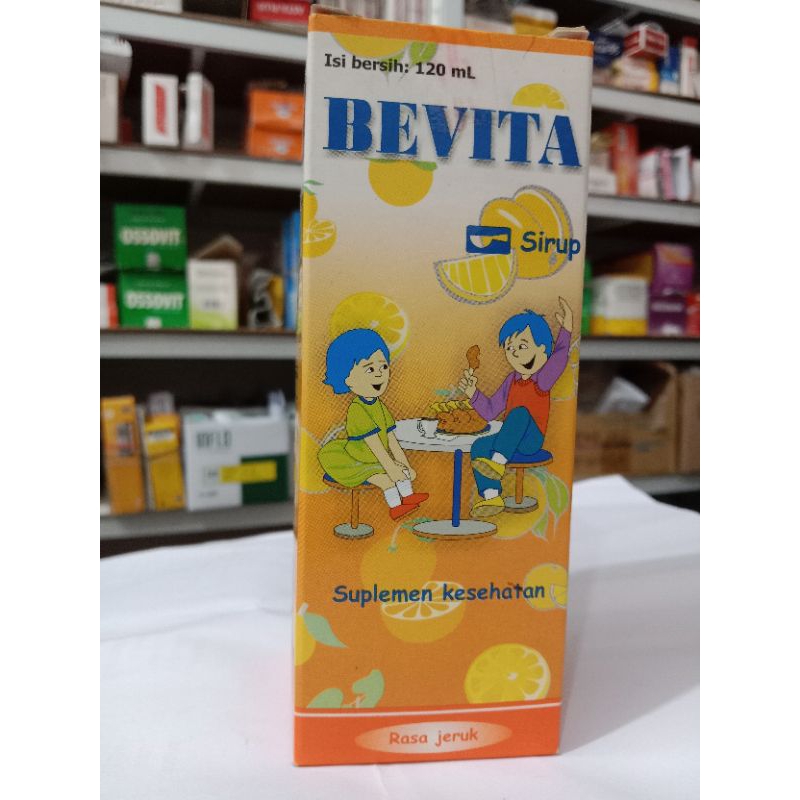 Isi bersih: 120 mL
BEVITA
Sirup
Suplemen kesehatan
Rasa jeruk
OSSOVIT
OSSOVIT